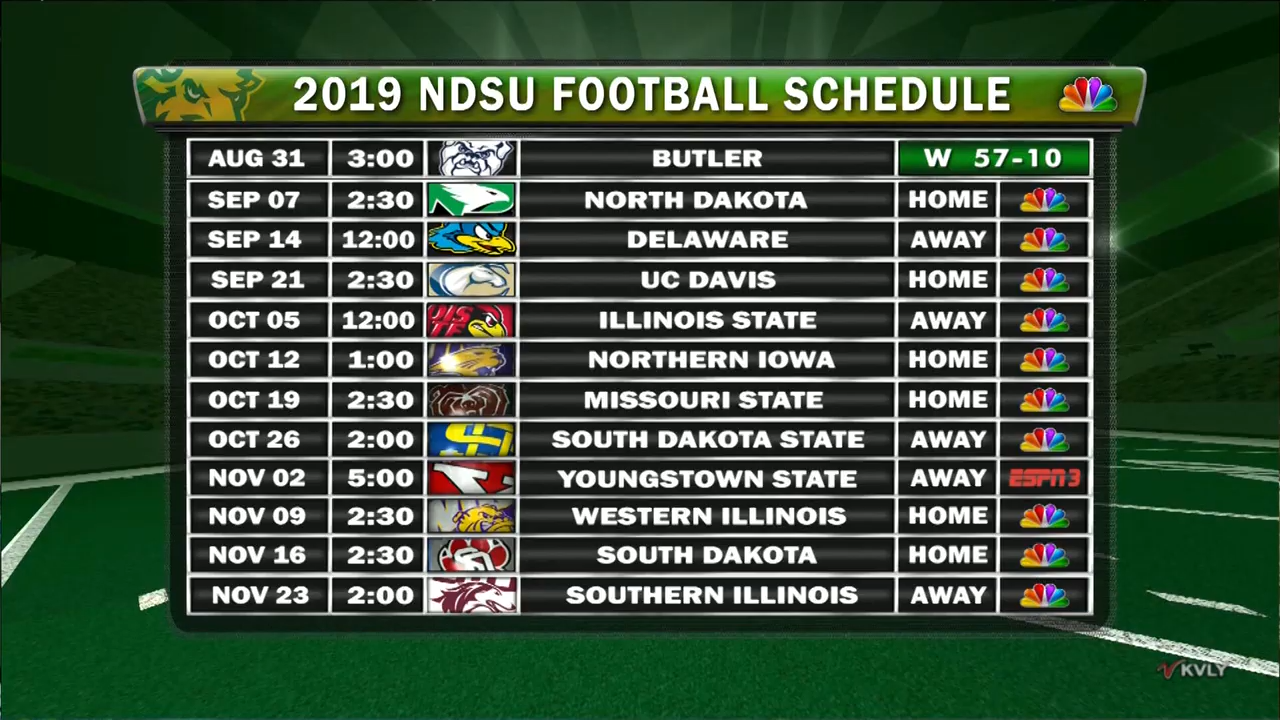 2019 NDSU FOOTBALL SCHEDULE
AUG 31 3:00 BUTLER W 57-10
SEP 07 2:30 NORTH DAKOTA HOME
SEP 14 12:00 DELAWARE AWAY
SEP 21 2:30 UC DAVIS HOME
OCT 05 12:00 ILLINOIS STATE AWAY
OCT 12 1:00 NORTHERN IOWA HOME
OCT 19 2:30 MISSOURI STATE HOME
OCT 26 2:00 SOUTH DAKOTA STATE AWAY
NOV 02 5:00 YOUNGSTOWN STATE AWAY ESPN3
NOV 09 2:30 WESTERN ILLINOIS HOME
NOV 16 2:30 SOUTH DAKOTA HOME
NOV 23 2:00 SOUTHERN ILLINOIS AWAY
KVLY